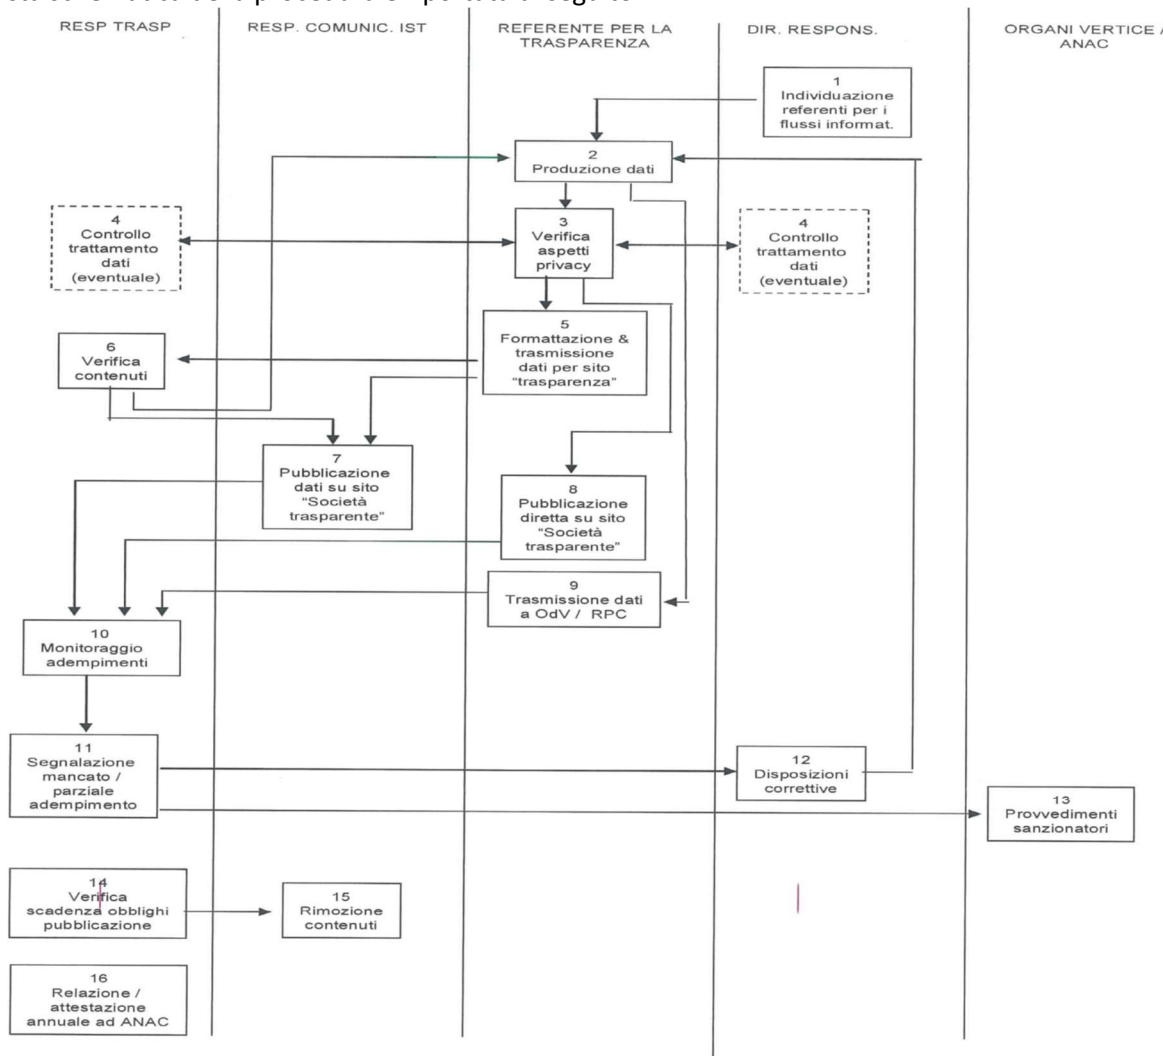 RESP TRASP
RESP. COMUNIC. IST
REFERENTE PER LA
TRASPARENZA
DIR. RESPONS.
ORGANI VERTICE /
ANAC
1
Individuazione
referenti per i
flussi informat.
2
Produzione dati
3
Verifica
aspetti
privacy
4
Controllo
trattamento
dati
(eventuale)
4
Controllo
trattamento
dati
(eventuale)
5
Formattazione &
trasmissione
dati per sito
"trasparenza"
6
Verifica
contenuti
7
Pubblicazione
dati su sito
"Società
trasparente"
8
Pubblicazione
diretta su sito
"Società
trasparente"
9
Trasmissione dati
a OdV / RPC
10
Monitoraggio
adempimenti
11
Segnalazione
mancato /
parziale
adempimento
12
Disposizioni
correttive
13
Provvedimenti
sanzionatori
14
Verifica
scadenza obblighi
pubblicazione
15
Rimozione
contenuti
16
Relazione /
attestazione
annuale ad ANAC